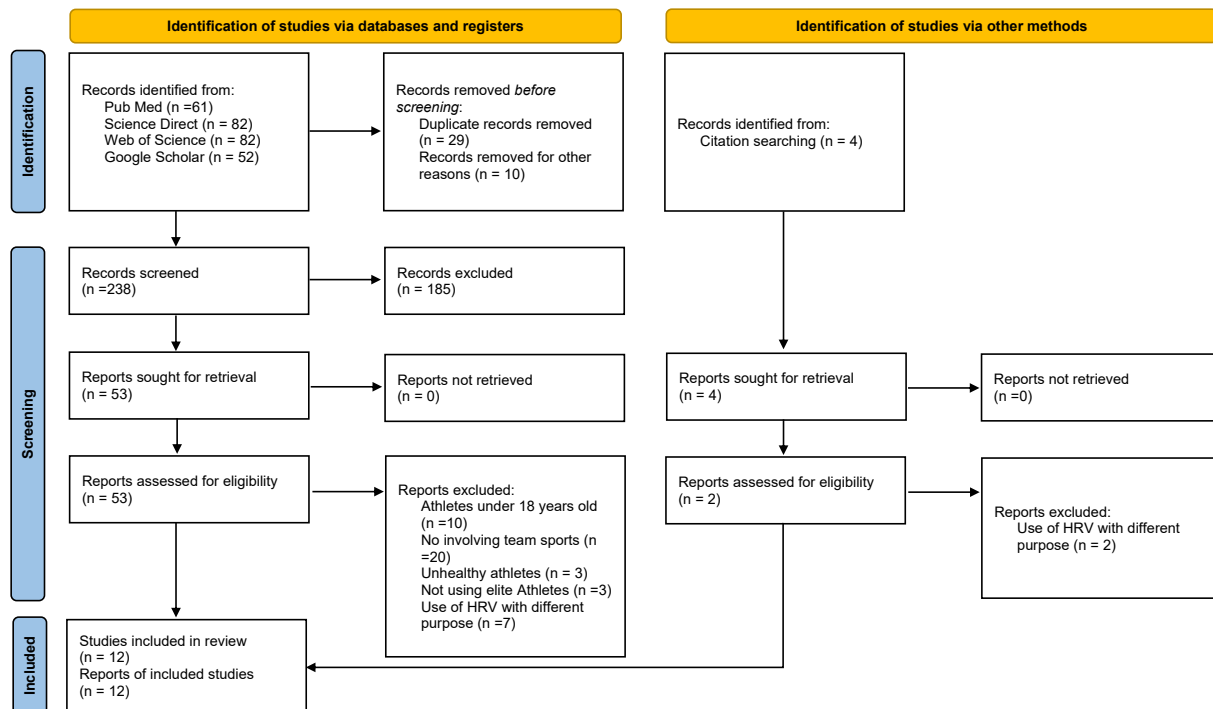 Identification of studies via databases and registers
Identification of studies via other methods
Identification
Records identified from:
Pub Med (n =61)
Science Direct (n = 82)
Web of Science (n = 82)
Google Scholar (n = 52)
Records removed before
screening:
Duplicate records removed
(n = 29)
Records removed for other
reasons (n = 10)
Records identified from:
Citation searching (n = 4)
Screening
Records screened
(n =238)
Records excluded
(n = 185)
Reports sought for retrieval
(n = 53)
Reports not retrieved
(n = 0)
Reports sought for retrieval
(n = 4)
Reports not retrieved
(n =0)
Reports assessed for eligibility
(n = 53)
Reports excluded:
Athletes under 18 years old
(n =10)
No involving team sports (n
=20)
Unhealthy athletes (n = 3)
Not using elite Athletes (n =3)
Use of HRV with different
purpose (n =7)
Reports assessed for eligibility
(n = 2)
Reports excluded:
Use of HRV with different
purpose (n = 2)
Included
Studies included in review
(n = 12)
Reports of included studies
(n = 12)